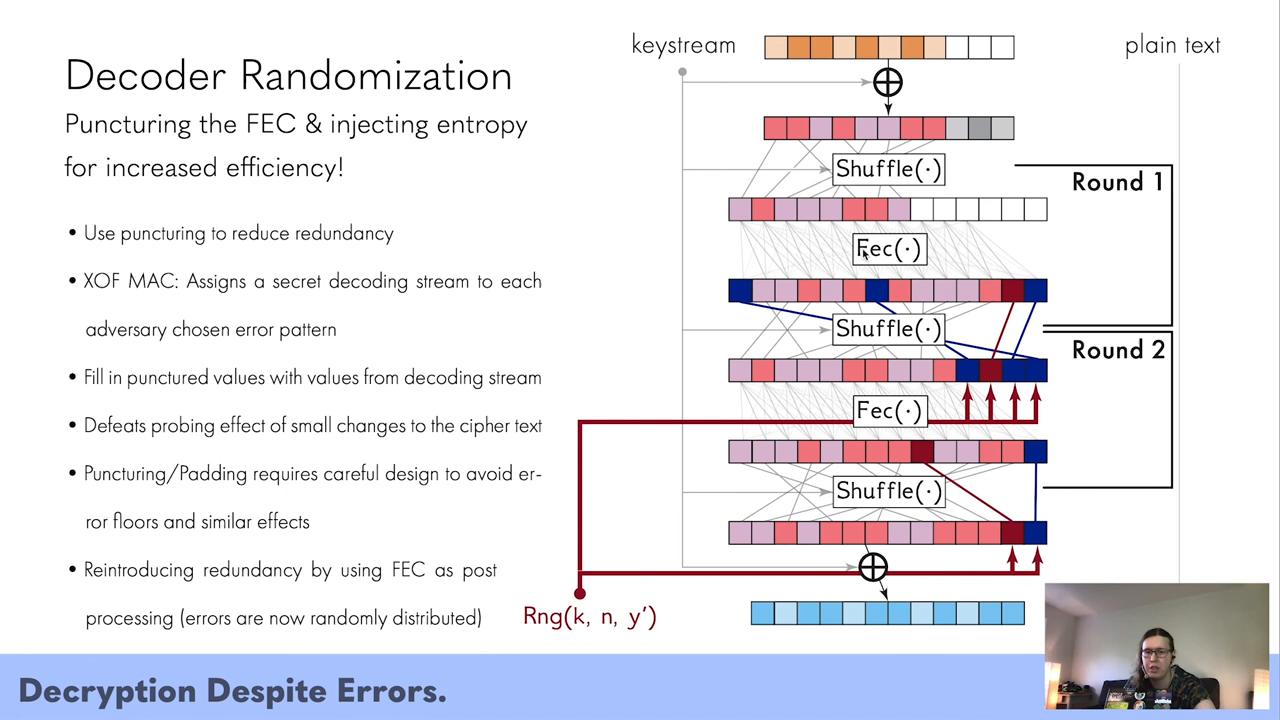 Decoder Randomization
Puncturing the FEC & injecting entropy
for increased efficiency!
• Use puncturing to reduce redundancy
• XOF MAC: Assigns a secret decoding stream to each
adversary chosen error pattern
• Fill in punctured values with values from decoding stream
• Defeats probing effect of small changes to the cipher text
• Puncturing/Padding requires careful design to avoid er-
ror floors and similar effects
• Reintroducing redundancy by using FEC as post
processing (errors are now randomly distributed)
keystream
plain text
Shuffle(·)
Round 1
Fec(·)
Shuffle(·)
Round 2
Fec(·)
Shuffle(·)
Rng(k, n, y′)
Decryption Despite Errors.